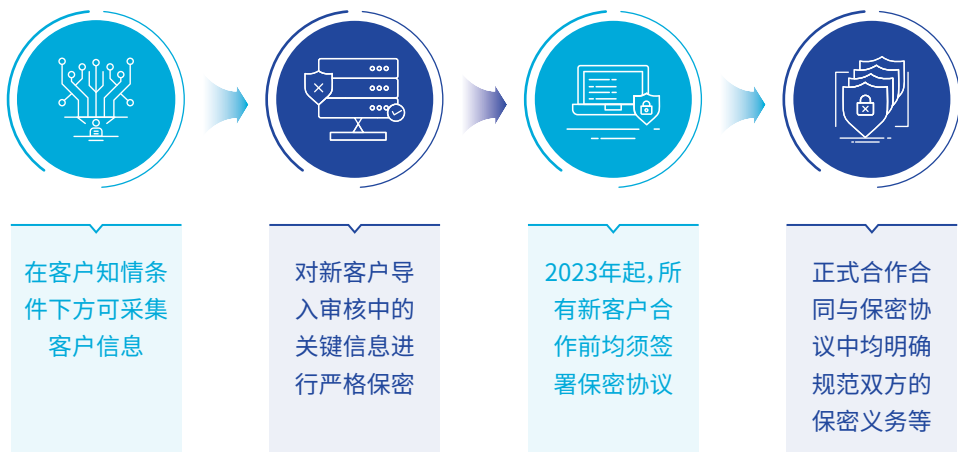 在客户知情条
件下方可采集
客户信息
对新客户导
入审核中的
关键信息进
行严格保密
2023年起，所
有新客户合
作前均须签
署保密协议
正式合作合
同与保密协
议中均明确
规范双方的
保密义务等